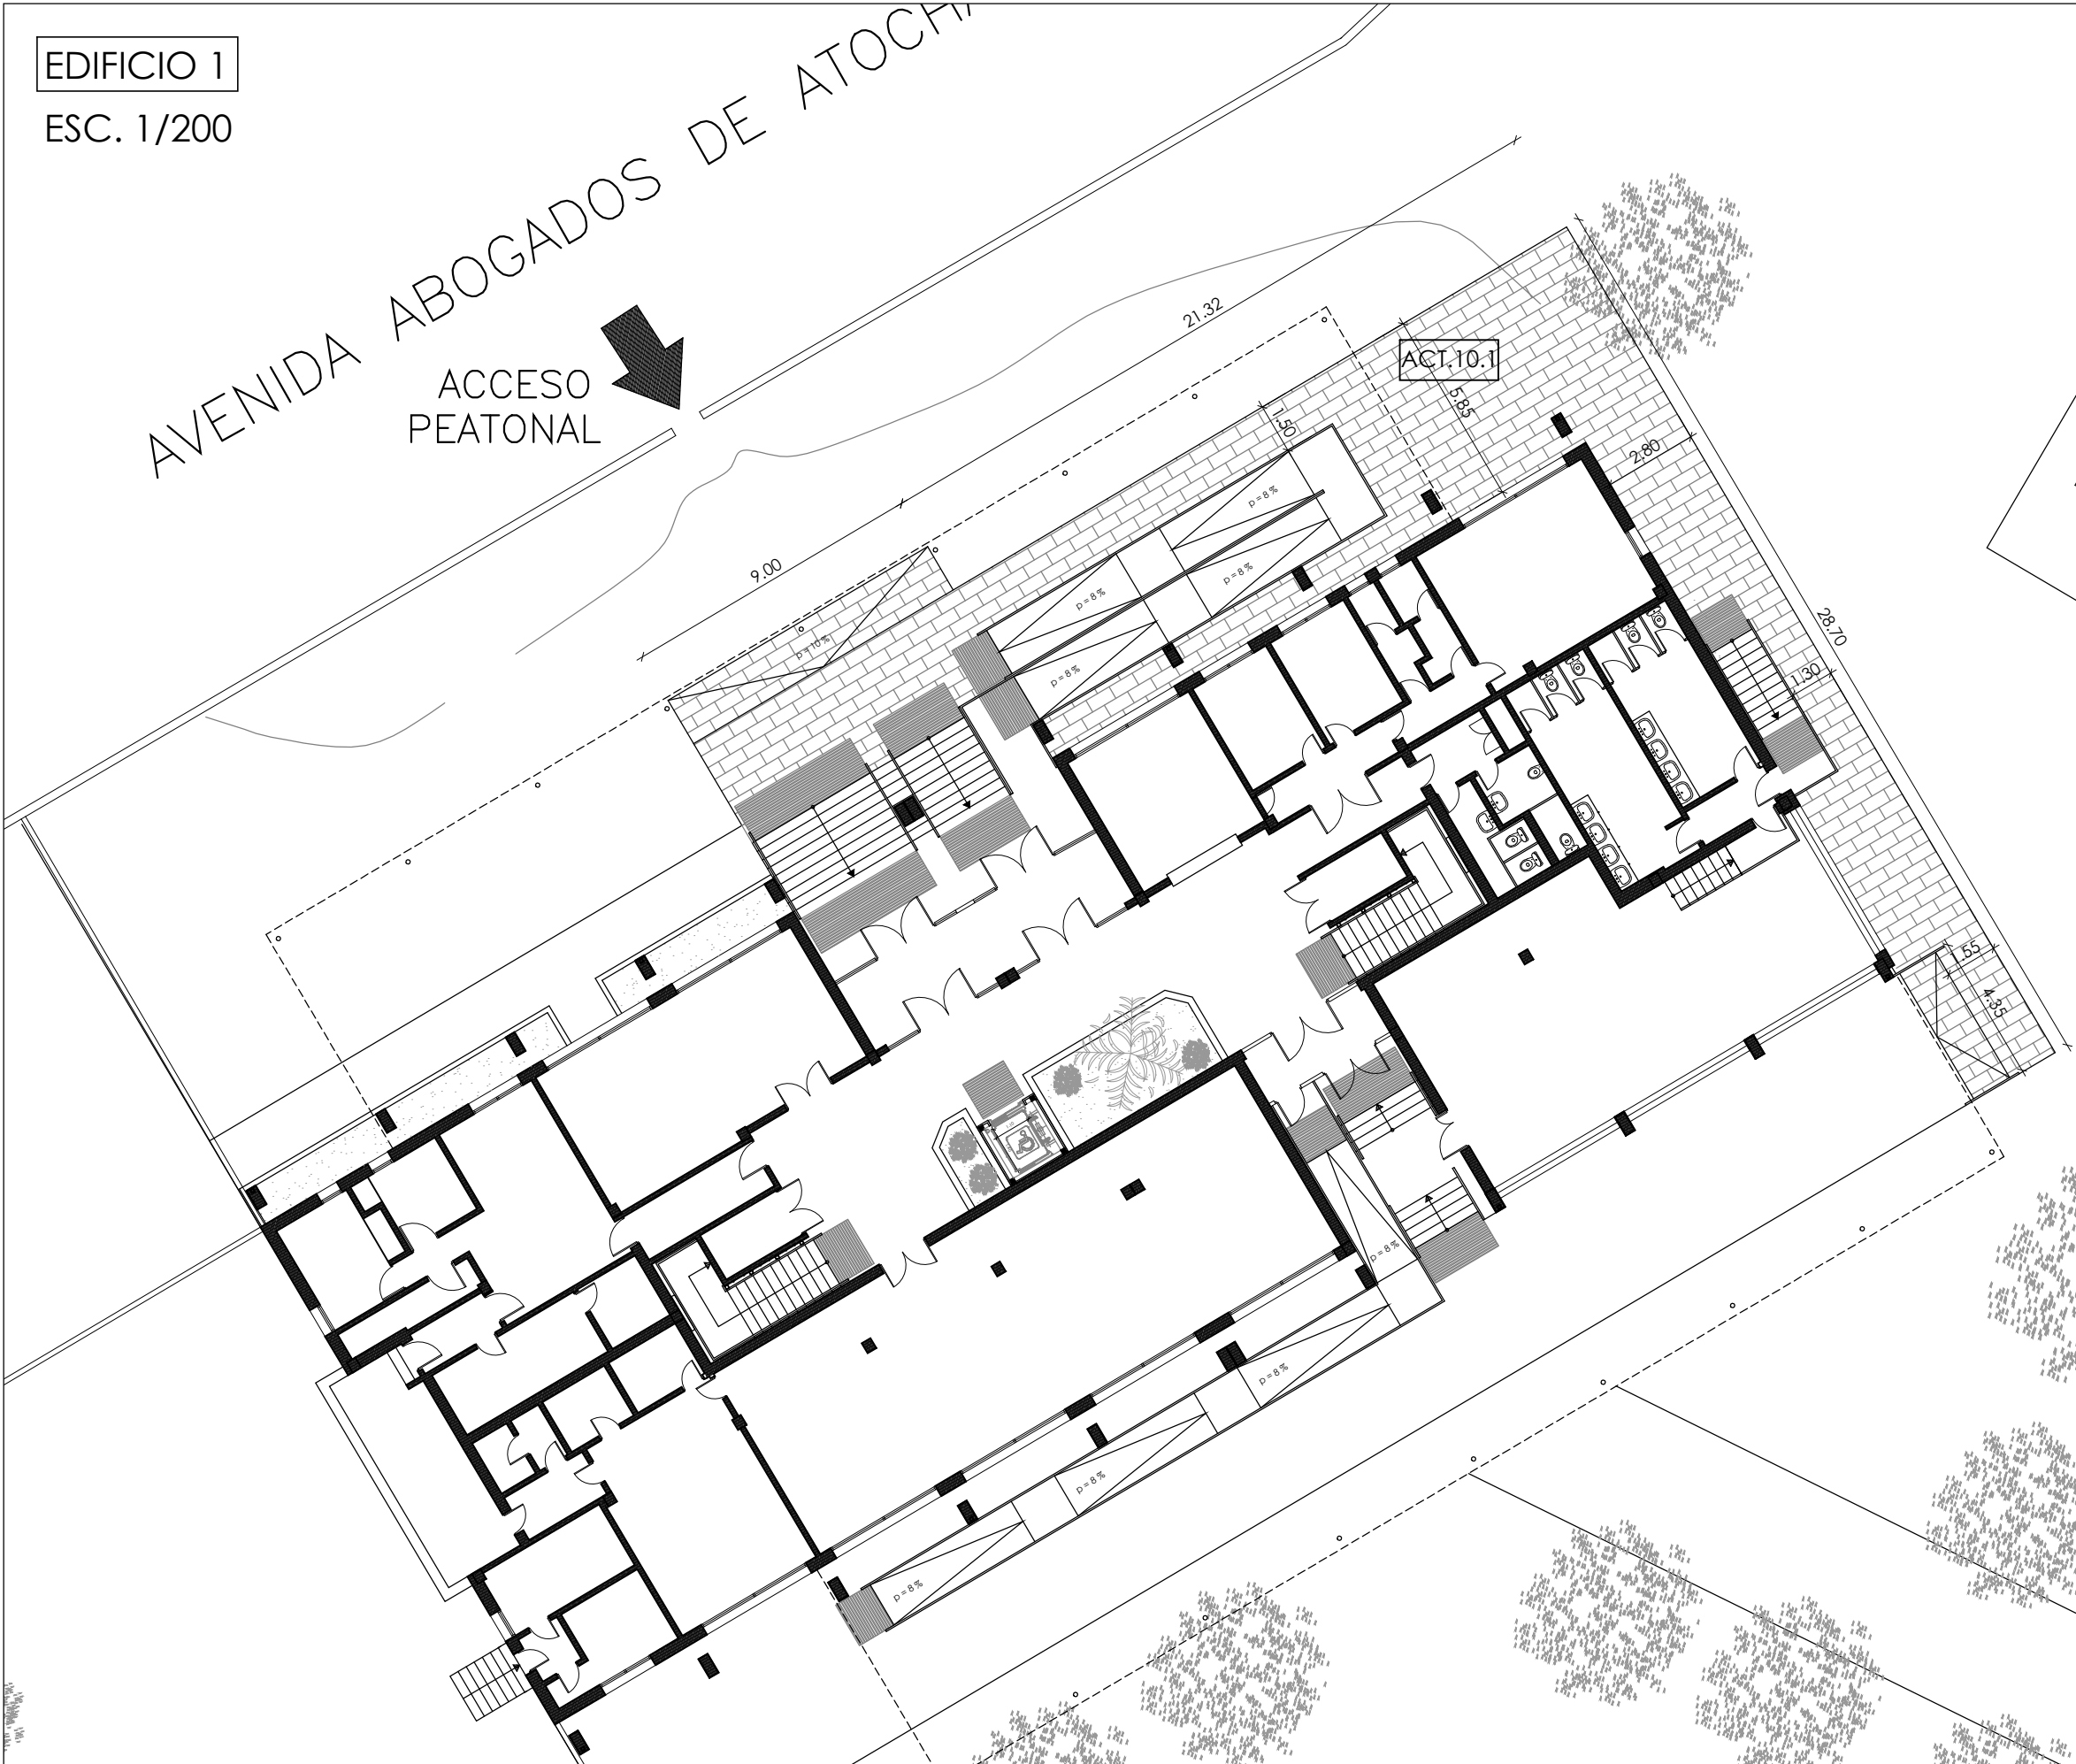 EDIFICIO 1
ESC. 1/200
AVENIDA ABOGADOS DE ATOCHA
ACCESO
PEATONAL
21.32
ACT.10.1
5.85
1.50
2.80
9.00
p=8%
p=8%
p=8%
p=8%
p=10%
28.70
1.30
1.55
4.35
p=8%
p=8%
p=8%
p=8%